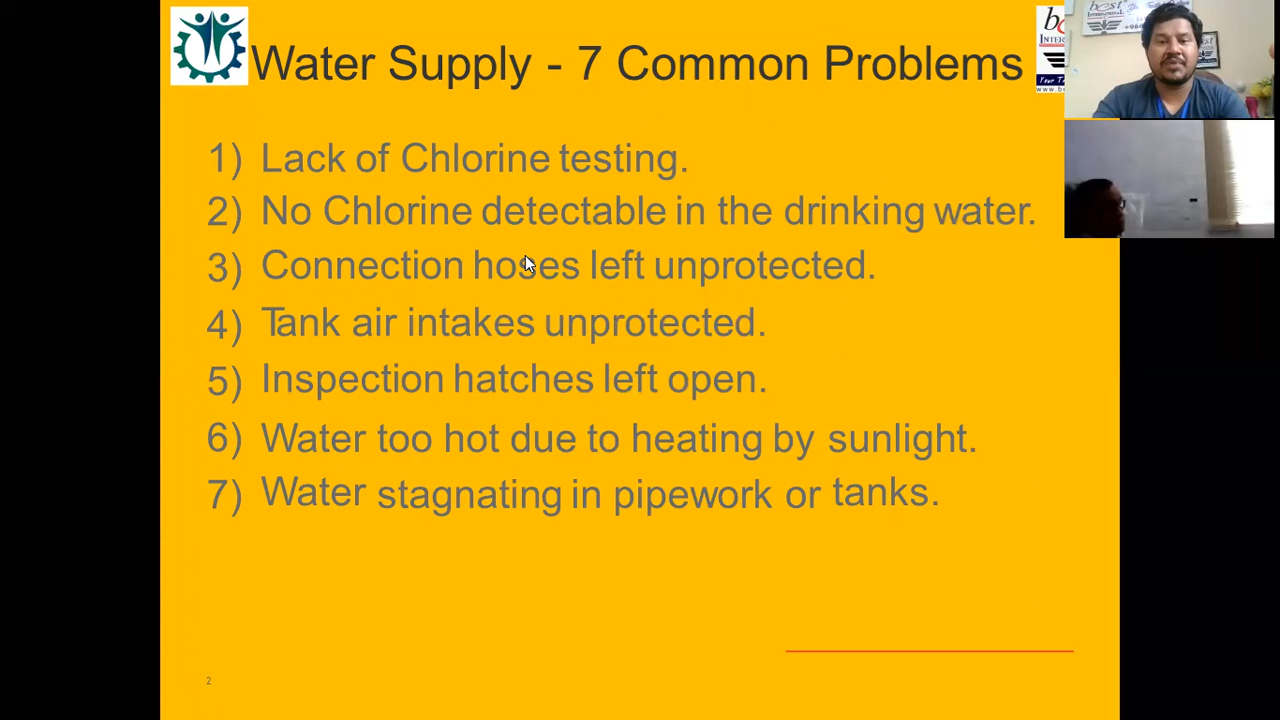 Water Supply - 7 Common Problems
1) Lack of Chlorine testing.
2) No Chlorine detectable in the drinking water.
3) Connection hoses left unprotected.
4) Tank air intakes unprotected.
5) Inspection hatches left open.
6) Water too hot due to heating by sunlight.
7) Water stagnating in pipework or tanks.
2
best
INTERNATIONAL